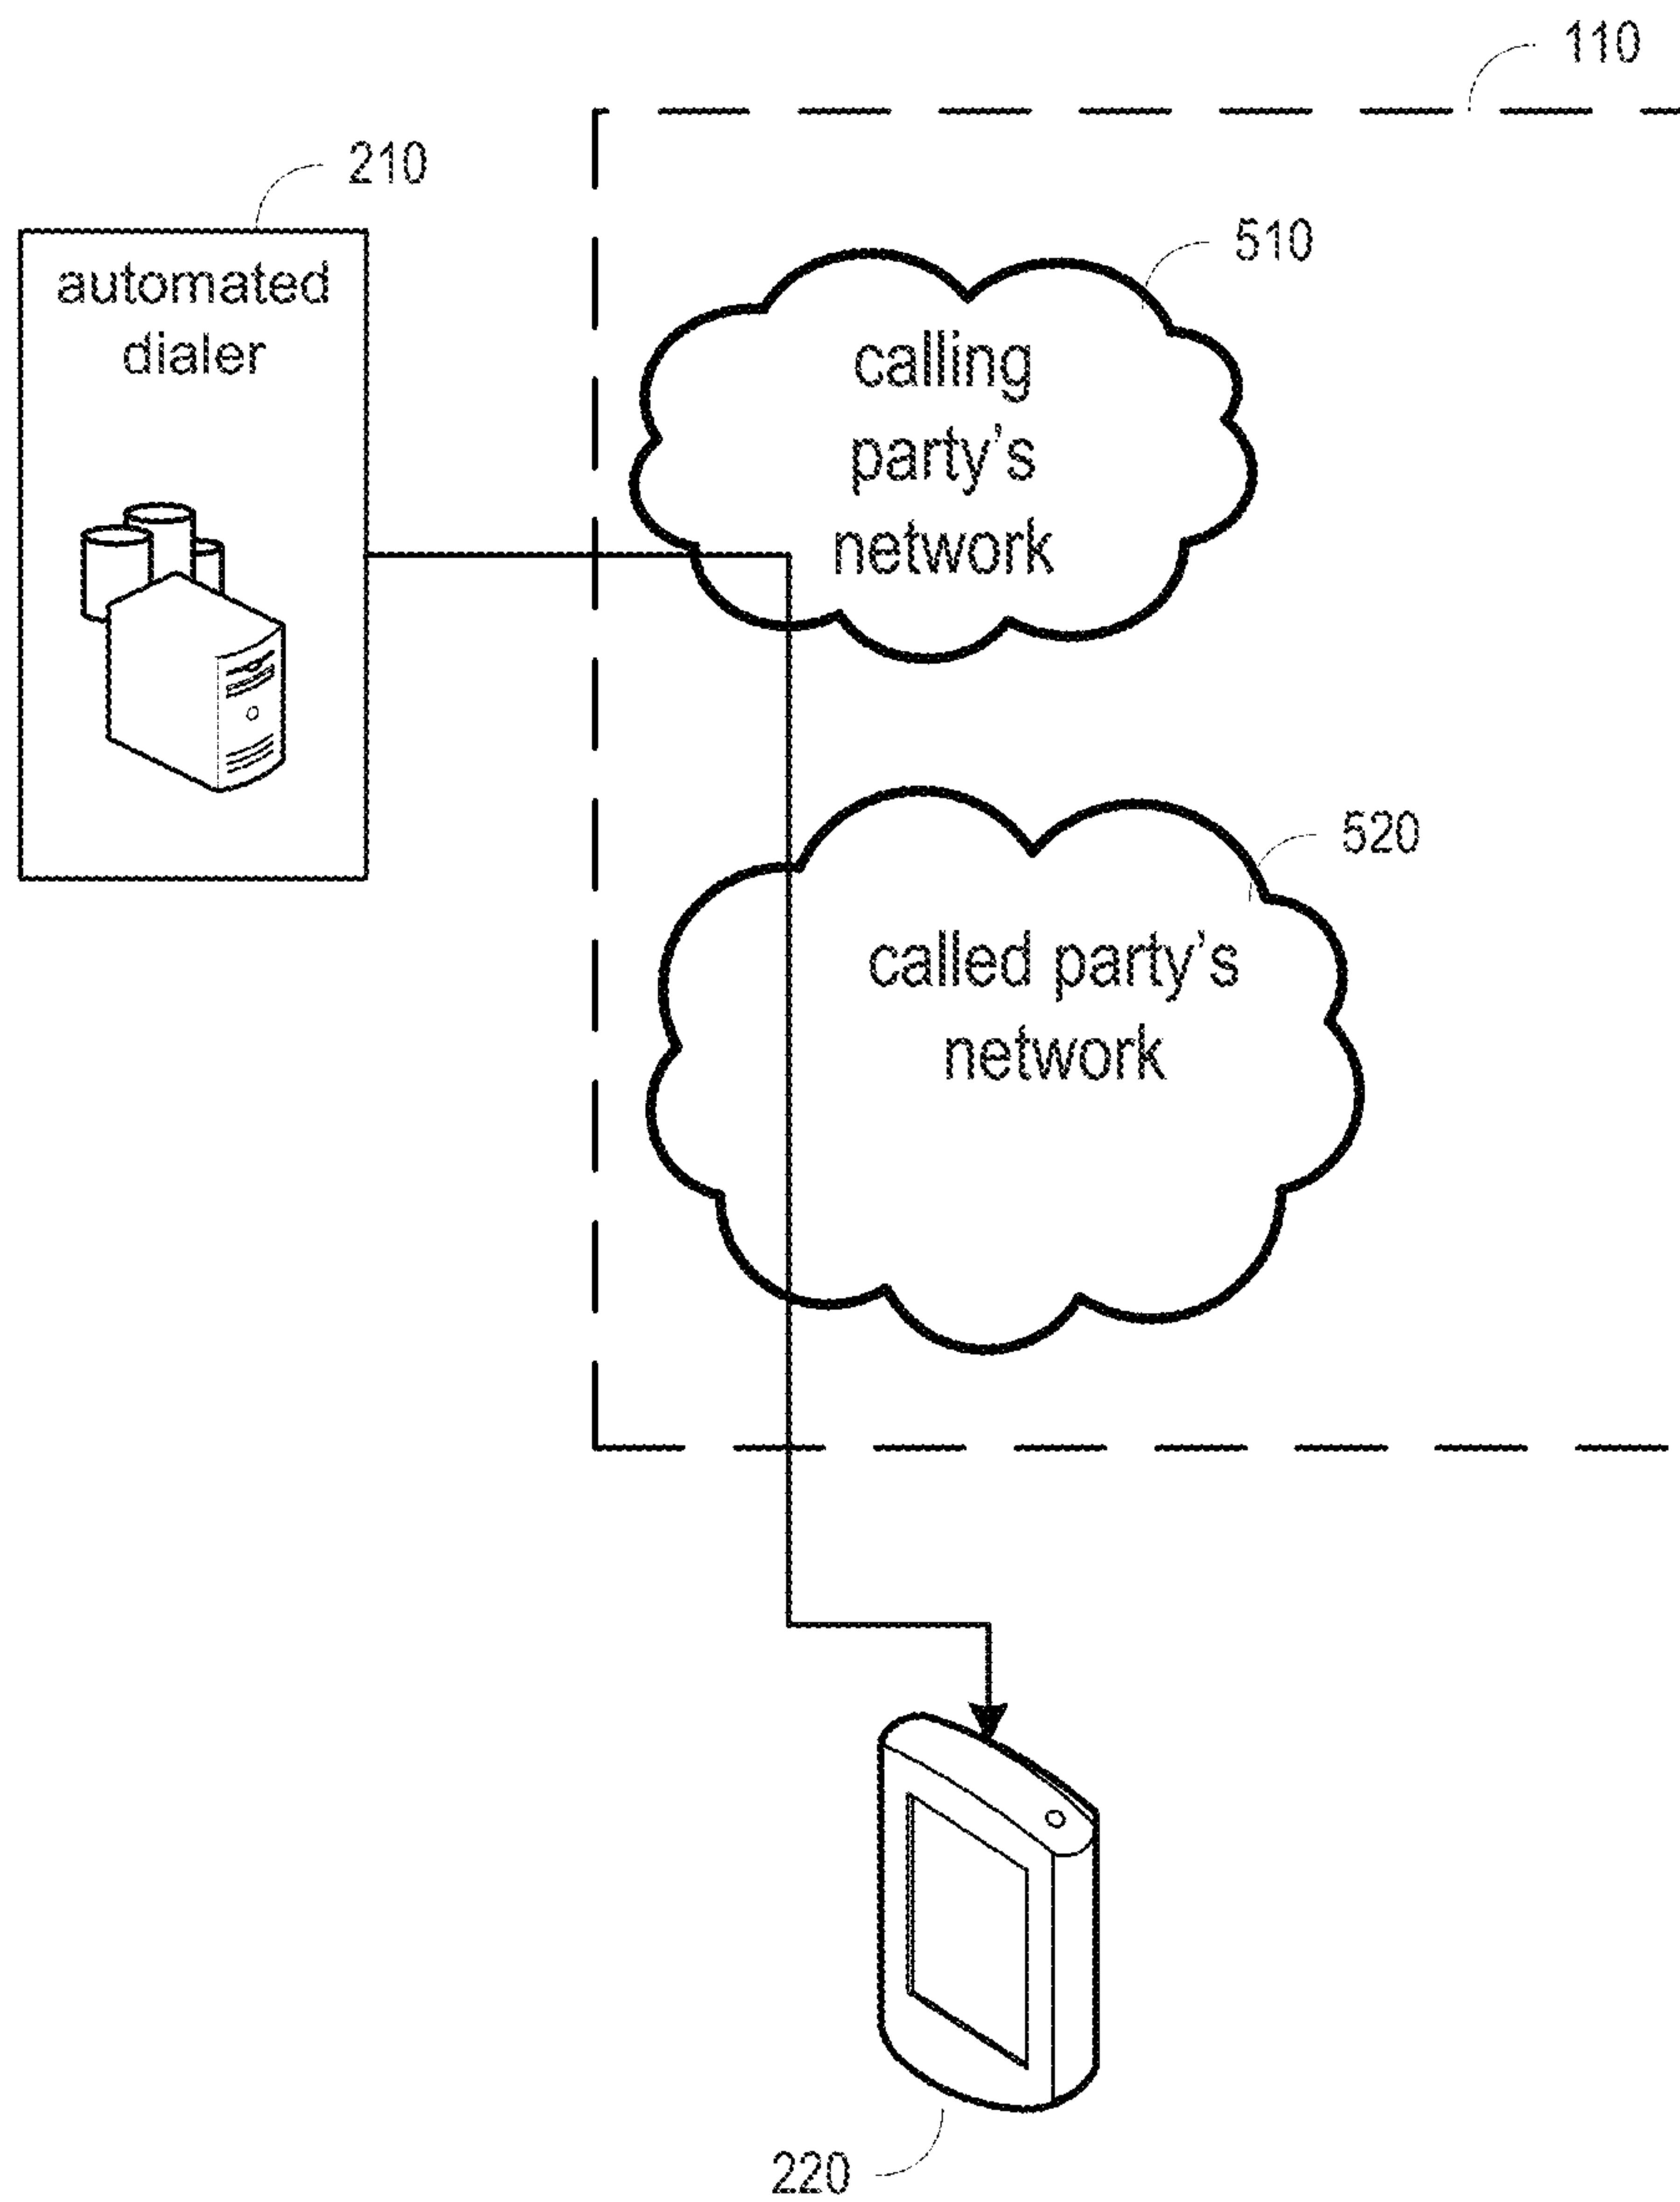 110
210
automated
dialer
510
calling
party's
network
520
called party's
network
220